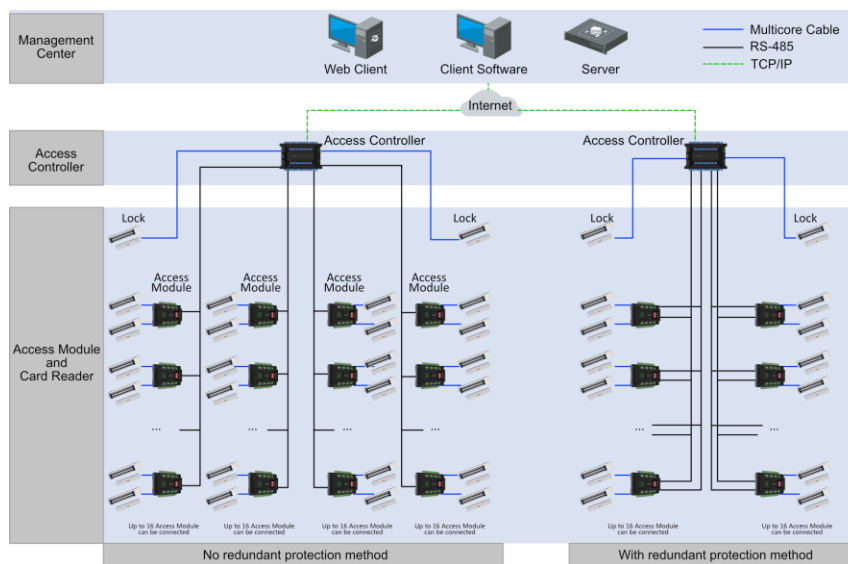 Management
Center
Web Client
Client Software
Server
Multicore Cable
RS-485
TCP/IP
Internet
Access
Controller
Access Controller
Access Controller
Access Module
and
Card Reader
Lock
Lock
Lock
Lock
Access
Module
Access
Module
Access
Module
Access
Module
...
...
...
...
...
...
Up to 16 Access Module
can be connected
Up to 16 Access Module
can be connected
Up to 16 Access Module
can be connected
Up to 16 Access Module
can be connected
Up to 16 Access Module
can be connected
Up to 16 Access Module
can be connected
No redundant protection method
With redundant protection method